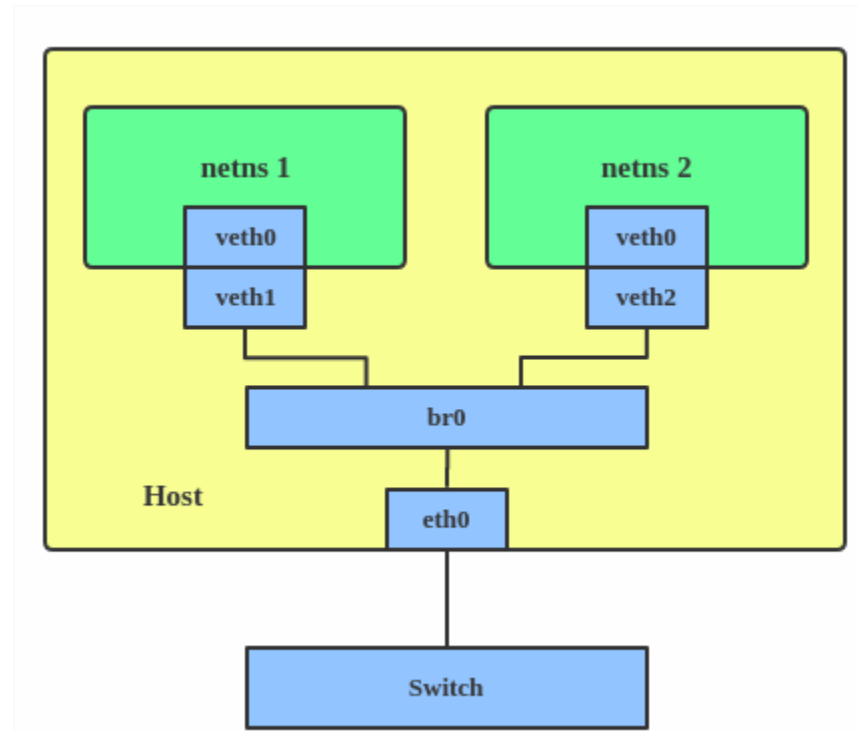 netns 1
netns 2
veth0
veth0
veth1
veth2
br0
Host
eth0
Switch